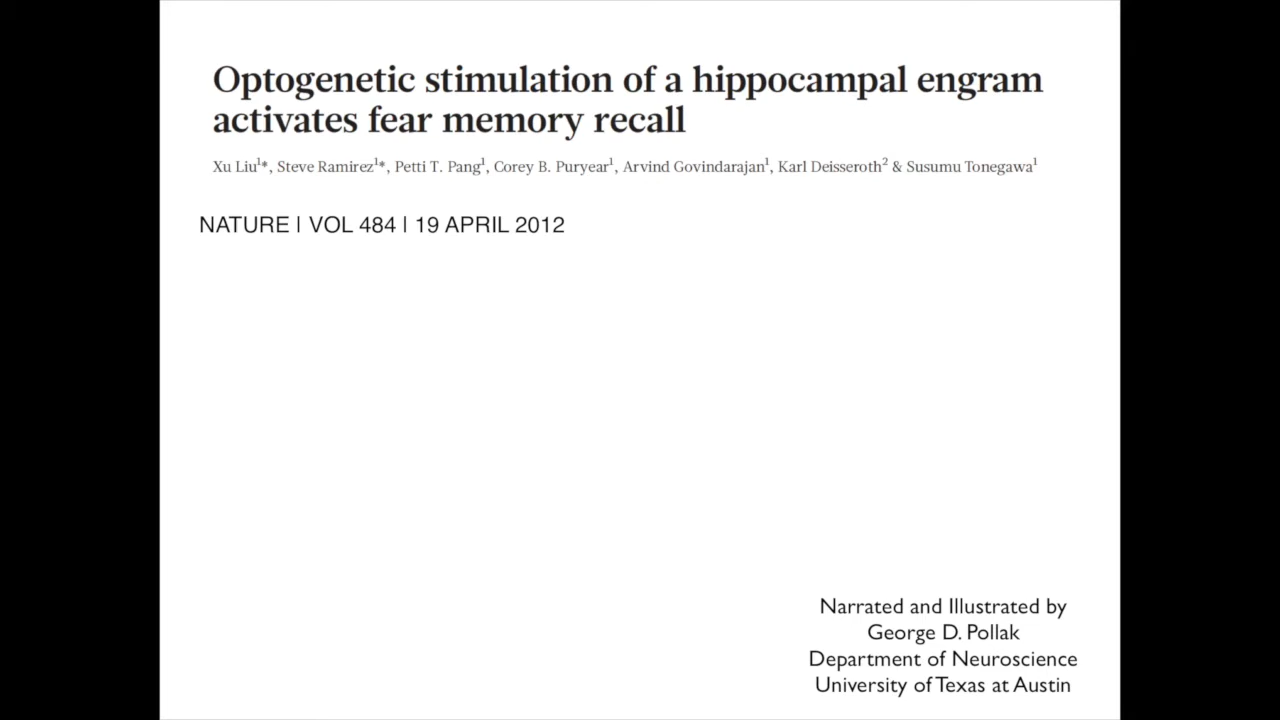 Optogenetic stimulation of a hippocampal engram
activates fear memory recall
Xu Liu¹*, Steve Ramirez¹*, Petti T. Pang¹, Corey B. Puryear¹, Arvind Govindarajan¹, Karl Deisseroth² & Susumu Tonegawa¹
NATURE | VOL 484 | 19 APRIL 2012
Narrated and Illustrated by
George D. Pollak
Department of Neuroscience
University of Texas at Austin